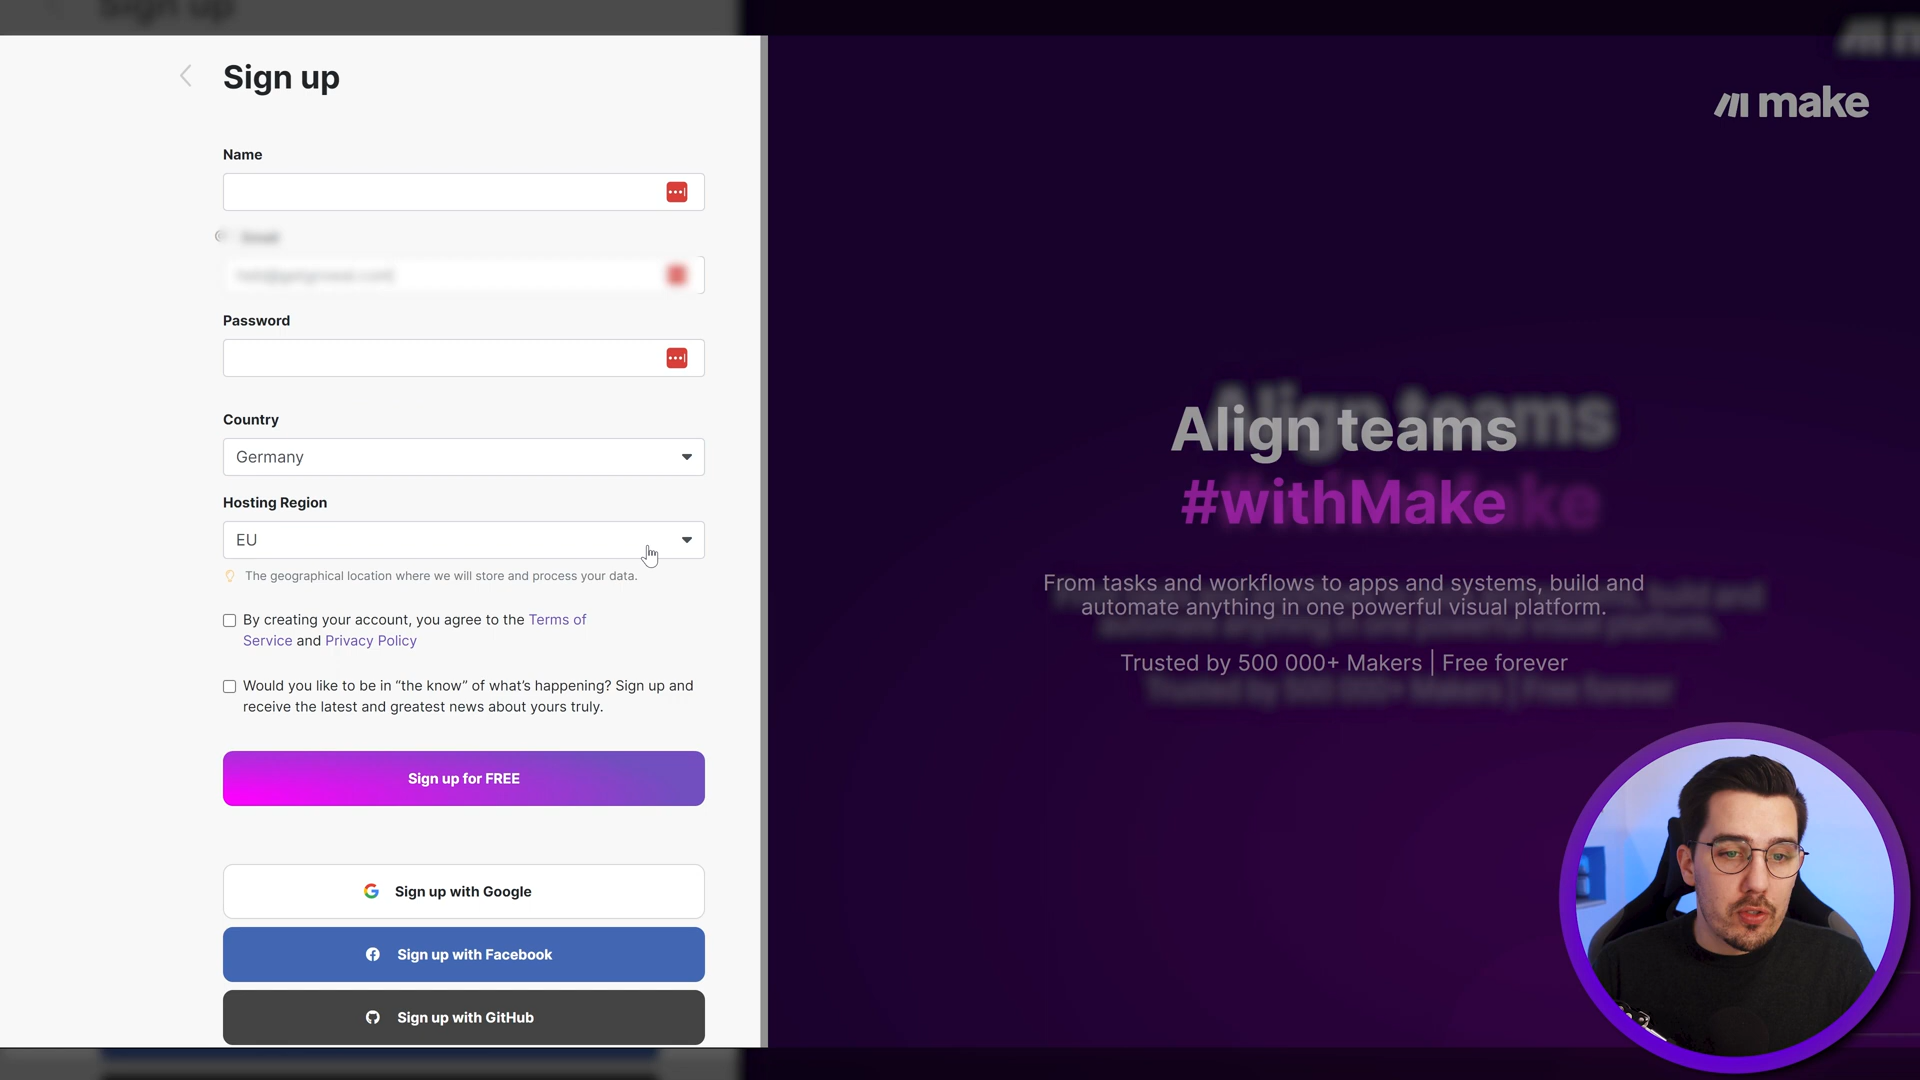 Sign up
make
Name
Password
Country
Germany
Hosting Region
EU
The geographical location where we will store and process your data.
By creating your account, you agree to the Terms of
Service and Privacy Policy
Would you like to be in “the know” of what’s happening? Sign up and
receive the latest and greatest news about yours truly.
Sign up for FREE
Sign up with Google
Sign up with Facebook
Sign up with GitHub
Align teams
#withMake
From tasks and workflows to apps and systems, build and
automate anything in one powerful visual platform.
Trusted by 500 000+ Makers | Free forever